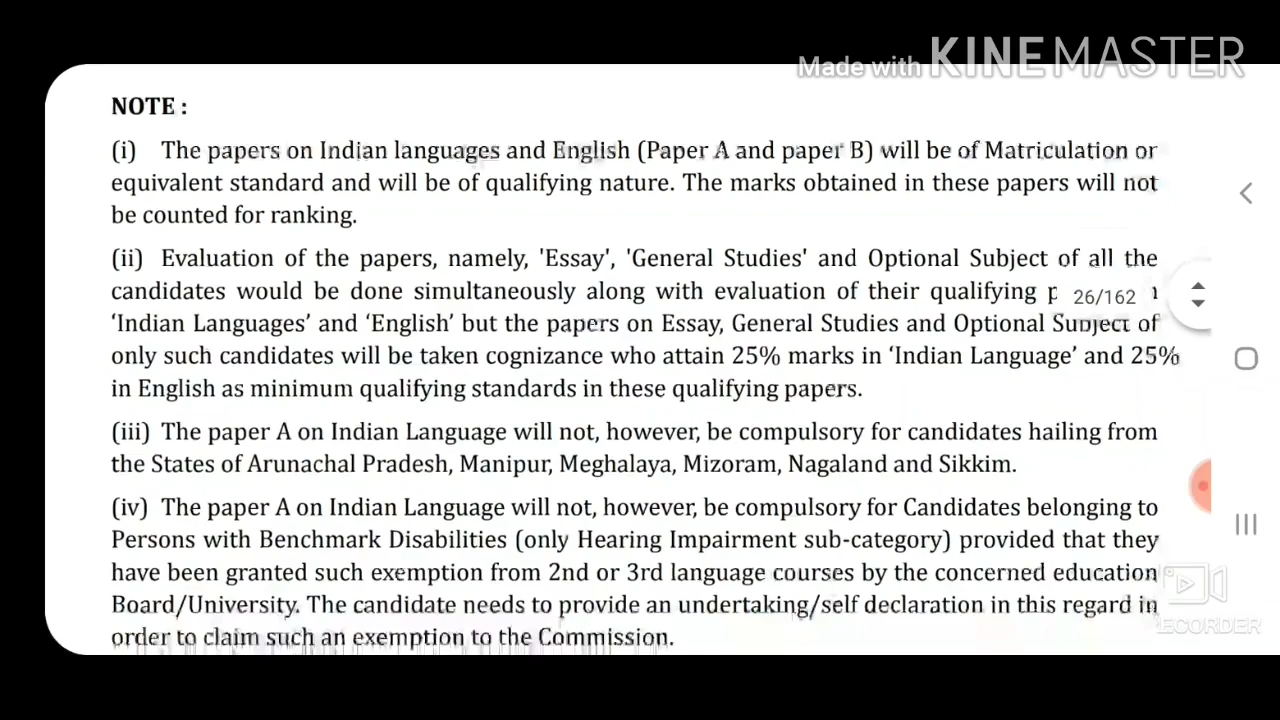 Made with KINEMASTER
NOTE :
(i) The papers on Indian languages and English (Paper A and paper B) will be of Matriculation or
equivalent standard and will be of qualifying nature. The marks obtained in these papers will not
be counted for ranking.
(ii) Evaluation of the papers, namely, 'Essay', 'General Studies' and Optional Subject of all the
candidates would be done simultaneously along with evaluation of their qualifying
26/162
‘Indian Languages’ and ‘English’ but the papers on Essay, General Studies and Optional Subject of
only such candidates will be taken cognizance who attain 25% marks in ‘Indian Language’ and 25%
in English as minimum qualifying standards in these qualifying papers.
(iii) The paper A on Indian Language will not, however, be compulsory for candidates hailing from
the States of Arunachal Pradesh, Manipur, Meghalaya, Mizoram, Nagaland and Sikkim.
(iv) The paper A on Indian Language will not, however, be compulsory for Candidates belonging to
Persons with Benchmark Disabilities (only Hearing Impairment sub-category) provided that they
have been granted such exemption from 2nd or 3rd language courses by the concerned education
Board/University. The candidate needs to provide an undertaking/self declaration in this regard in
order to claim such an exemption to the Commission.